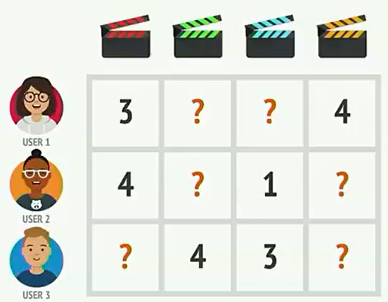 3 ? ? 4
USER 1
4 ? 1 ?
USER 2
? 4 3 ?
USER 3